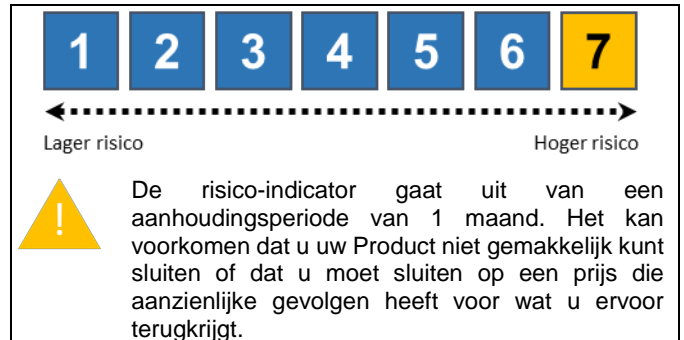 1 2 3 4 5 6 7
Lager risico Hoger risico
!
De risico-indicator gaat uit van een
aanhoudingsperiode van 1 maand. Het kan
voorkomen dat u uw Product niet gemakkelijk kunt
sluiten of dat u moet sluiten op een prijs die
aanzienlijke gevolgen heeft voor wat u ervoor
terugkrijgt.